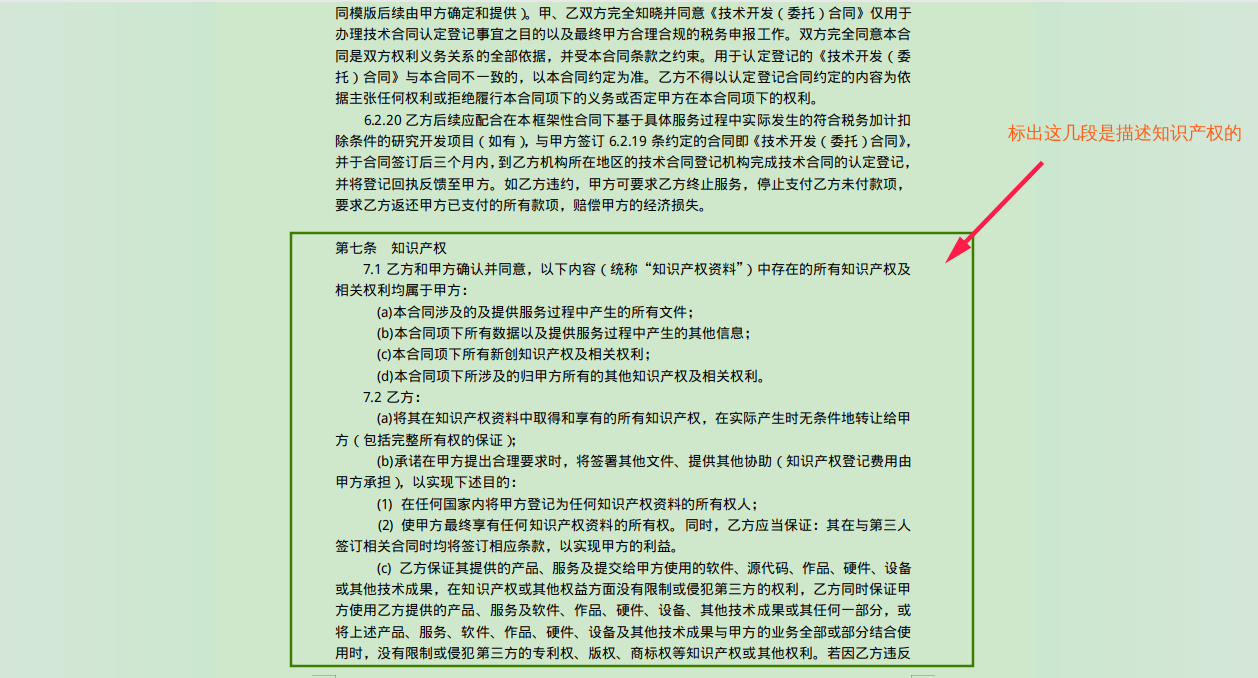 同模版后续由甲方确定和提供）。甲、乙双方完全知晓并同意《技术开发（委托）合同》仅用于
办理技术合同认定登记事宜之目的以及最终甲方合理合规的税务申报工作。双方完全同意本合
同是双方权利义务关系的全部依据，并受本合同条款之约束。用于认定登记的《技术开发（委
托）合同》与本合同不一致的，以本合同约定为准。乙方不得以认定登记合同约定的内容为依
据主张任何权利或拒绝履行本合同项下的义务或否定甲方在本合同项下的权利。
6.2.20 乙方后续应配合在本框架性合同下基于具体服务过程中实际发生的符合税务加计扣
除条件的研究开发项目（如有），与甲方签订 6.2.19 条约定的合同即《技术开发（委托）合同》，
并于合同签订后三个月内，到乙方机构所在地区的技术合同登记机构完成技术合同的认定登记，
并将登记回执反馈至甲方。如乙方违约，甲方可要求乙方终止服务，停止支付乙方未付款项，
要求乙方返还甲方已支付的所有款项，赔偿甲方的经济损失。
标出这几段是描述知识产权的
第七条 知识产权
7.1 乙方和甲方确认并同意，以下内容（统称“知识产权资料”）中存在的所有知识产权及
相关权利均属于甲方：
(a)本合同涉及的及提供服务过程中产生的所有文件；
(b)本合同项下所有数据以及提供服务过程中产生的其他信息；
(c)本合同项下所有新创知识产权及相关权利；
(d)本合同项下所涉及的归甲方所有的其他知识产权及相关权利。
7.2 乙方：
(a)将其在知识产权资料中取得和享有的所有知识产权，在实际产生时无条件地转让给甲
方（包括完整所有权的保证）；
(b)承诺在甲方提出合理要求时，将签署其他文件、提供其他协助（知识产权登记费用由
甲方承担），以实现下述目的：
(1) 在任何国家内将甲方登记为任何知识产权资料的所有权人；
(2) 使甲方最终享有任何知识产权资料的所有权。同时，乙方应当保证：其在与第三人
签订相关合同时均将签订相应条款，以实现甲方的利益。
(c) 乙方保证其提供的产品、服务及提交给甲方使用的软件、源代码、作品、硬件、设备
或其他技术成果，在知识产权或其他权益方面没有限制或侵犯第三方的权利，乙方同时保证甲
方使用乙方提供的产品、服务及软件、作品、硬件、设备、其他技术成果或其任何一部分，或
将上述产品、服务、软件、作品、硬件、设备及其他技术成果与甲方的业务全部或部分结合使
用时，没有限制或侵犯第三方的专利权、版权、商标权等知识产权或其他权利。若因乙方违反